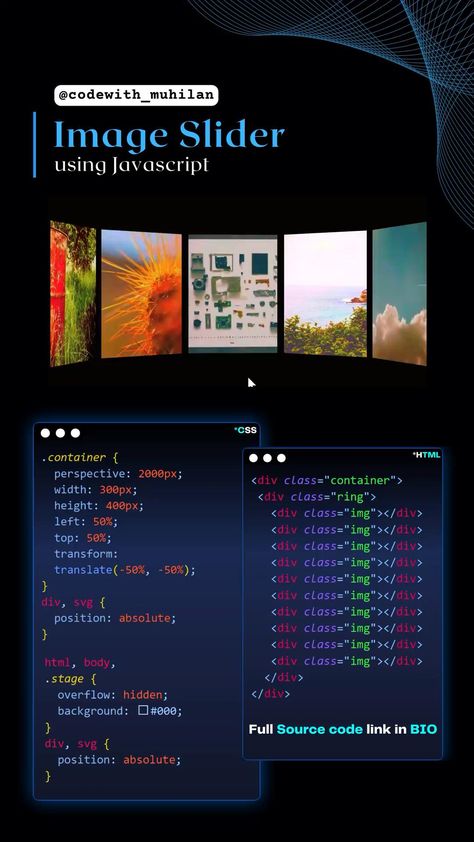 @codewith_muhilan
Image Slider
using Javascript
*CSS
.container {
perspective: 2000px;
width: 300px;
height: 400px;
left: 50%;
top: 50%;
transform:
translate(-50%, -50%);
}
div, svg {
position: absolute;
}
html, body,
.stage {
overflow: hidden;
background: #000;
}
div, svg {
position: absolute;
}
*HTML
<div class="container">
<div class="ring">
<div class="img"></div>
<div class="img"></div>
<div class="img"></div>
<div class="img"></div>
<div class="img"></div>
<div class="img"></div>
<div class="img"></div>
<div class="img"></div>
<div class="img"></div>
<div class="img"></div>
</div>
</div>
Full Source code link in BIO